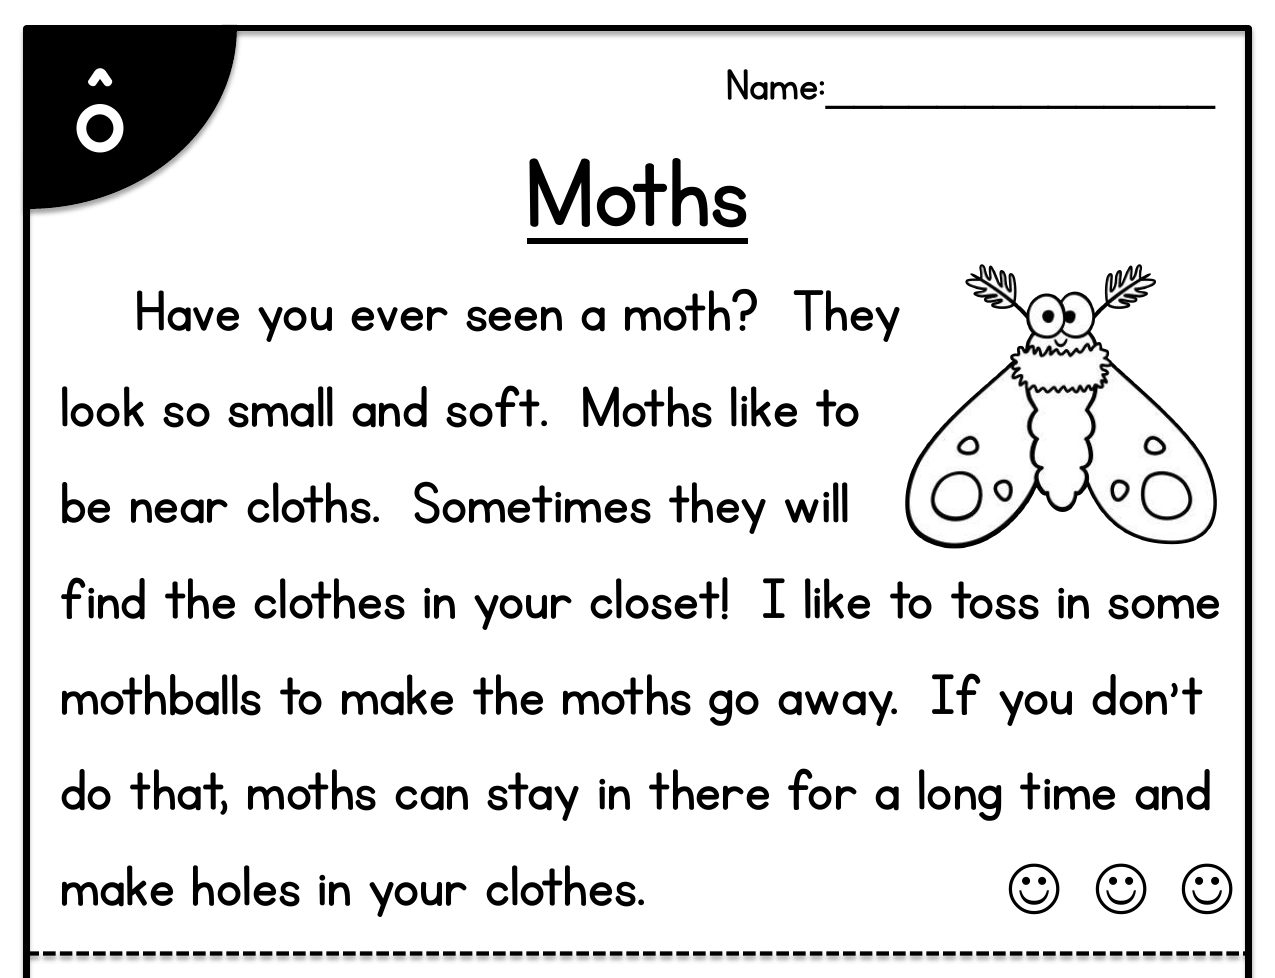 ô
Name:
Moths
Have you ever seen a moth? They
look so small and soft. Moths like to
be near cloths. Sometimes they will
find the clothes in your closet! I like to toss in some
mothballs to make the moths go away. If you don't
do that, moths can stay in there for a long time and
make holes in your clothes.